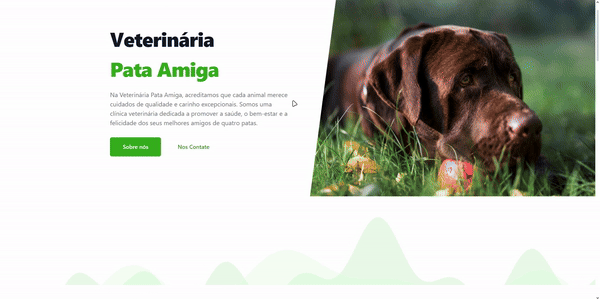 Veterinária
Pata Amiga
Na Veterinária Pata Amiga, acreditamos que cada animal merece
cuidados de qualidade e carinho excepcionais. Somos uma
clínica veterinária dedicada a promover a saúde, o bem-estar e a
felicidade dos seus melhores amigos de quatro patas.
Sobre nós
Nos Contate